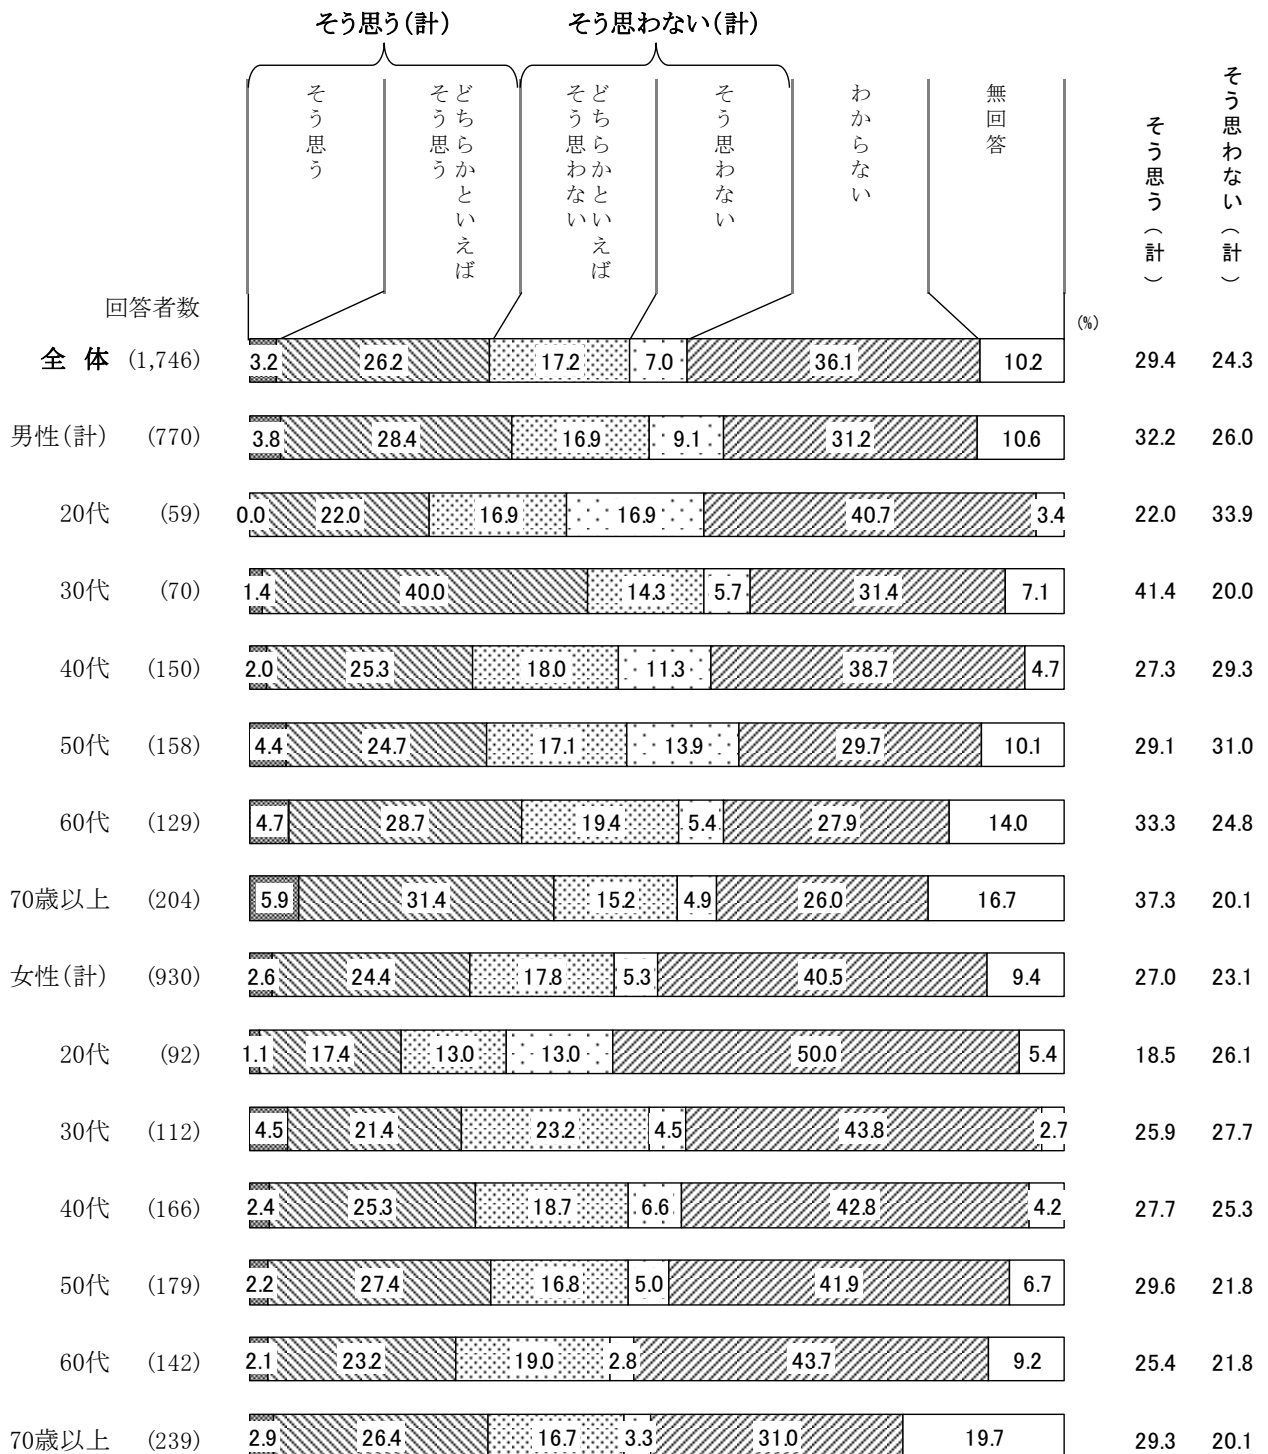 そう思う(計) そう思わない(計)
そう思う
どちらかといえば
そう思う
どちらかといえば
そう思わない
そう思わない
わからない
無回答
そう思う(計)
そう思わない(計)
回答者数
(%)
全 体 (1,746) 3.2 26.2 17.2 7.0 36.1 10.2 29.4 24.3
男性(計) (770) 3.8 28.4 16.9 9.1 31.2 10.6 32.2 26.0
20代 (59) 0.0 22.0 16.9 16.9 40.7 3.4 22.0 33.9
30代 (70) 1.4 40.0 14.3 5.7 31.4 7.1 41.4 20.0
40代 (150) 2.0 25.3 18.0 11.3 38.7 4.7 27.3 29.3
50代 (158) 4.4 24.7 17.1 13.9 29.7 10.1 29.1 31.0
60代 (129) 4.7 28.7 19.4 5.4 27.9 14.0 33.3 24.8
70歳以上 (204) 5.9 31.4 15.2 4.9 26.0 16.7 37.3 20.1
女性(計) (930) 2.6 24.4 17.8 5.3 40.5 9.4 27.0 23.1
20代 (92) 1.1 17.4 13.0 13.0 50.0 5.4 18.5 26.1
30代 (112) 4.5 21.4 23.2 4.5 43.8 2.7 25.9 27.7
40代 (166) 2.4 25.3 18.7 6.6 42.8 4.2 27.7 25.3
50代 (179) 2.2 27.4 16.8 5.0 41.9 6.7 29.6 21.8
60代 (142) 2.1 23.2 19.0 2.8 43.7 9.2 25.4 21.8
70歳以上 (239) 2.9 26.4 16.7 3.3 31.0 19.7 29.3 20.1